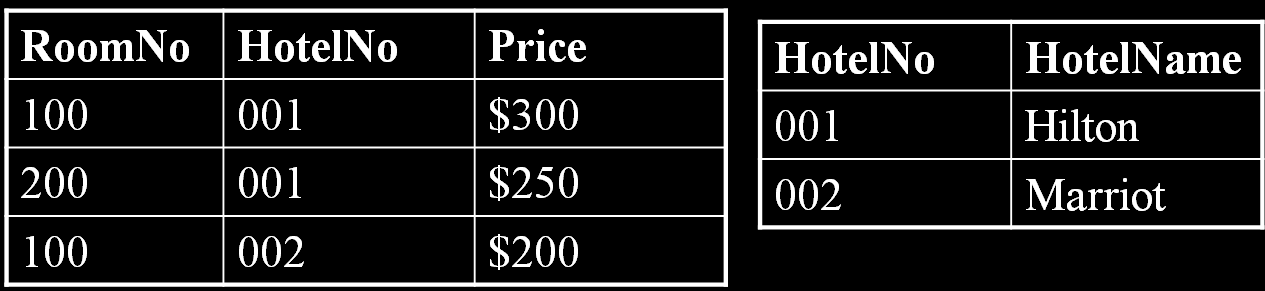 RoomNo HotelNo Price
100 001 $300
200 001 $250
100 002 $200
HotelNo HotelName
001 Hilton
002 Marriot